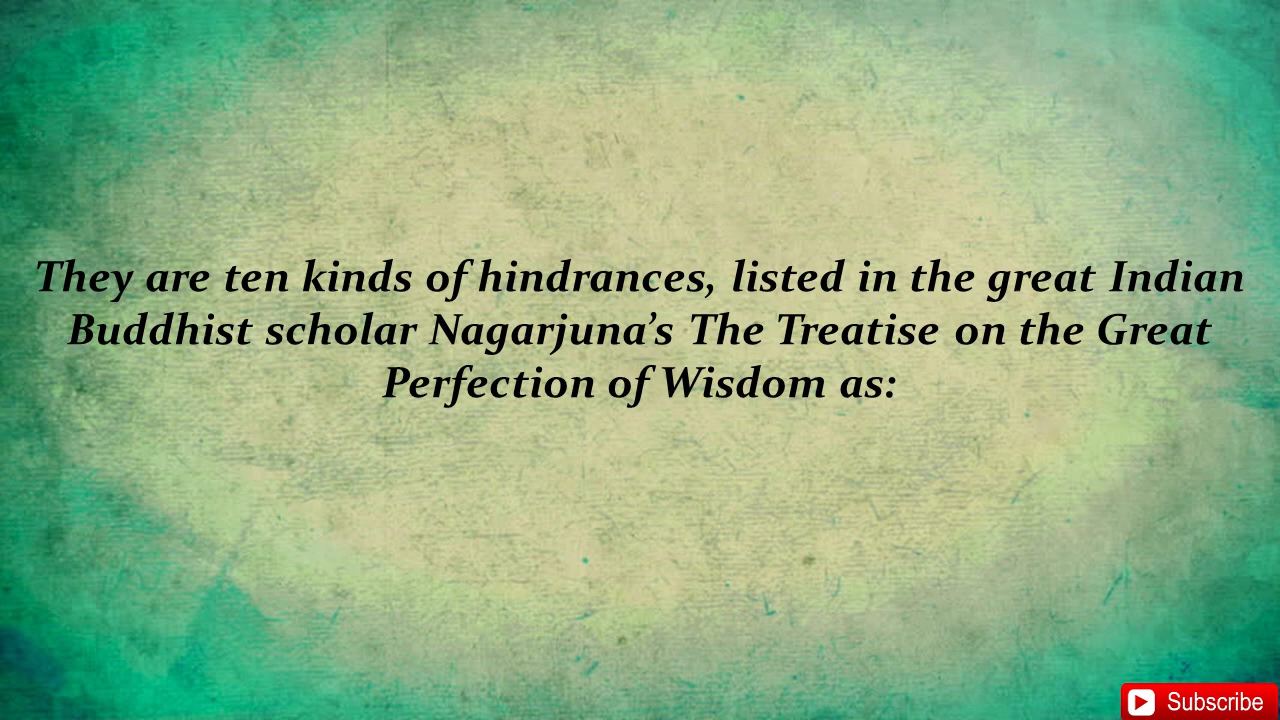 They are ten kinds of hindrances, listed in the great Indian
Buddhist scholar Nagarjuna’s The Treatise on the Great
Perfection of Wisdom as:
Subscribe